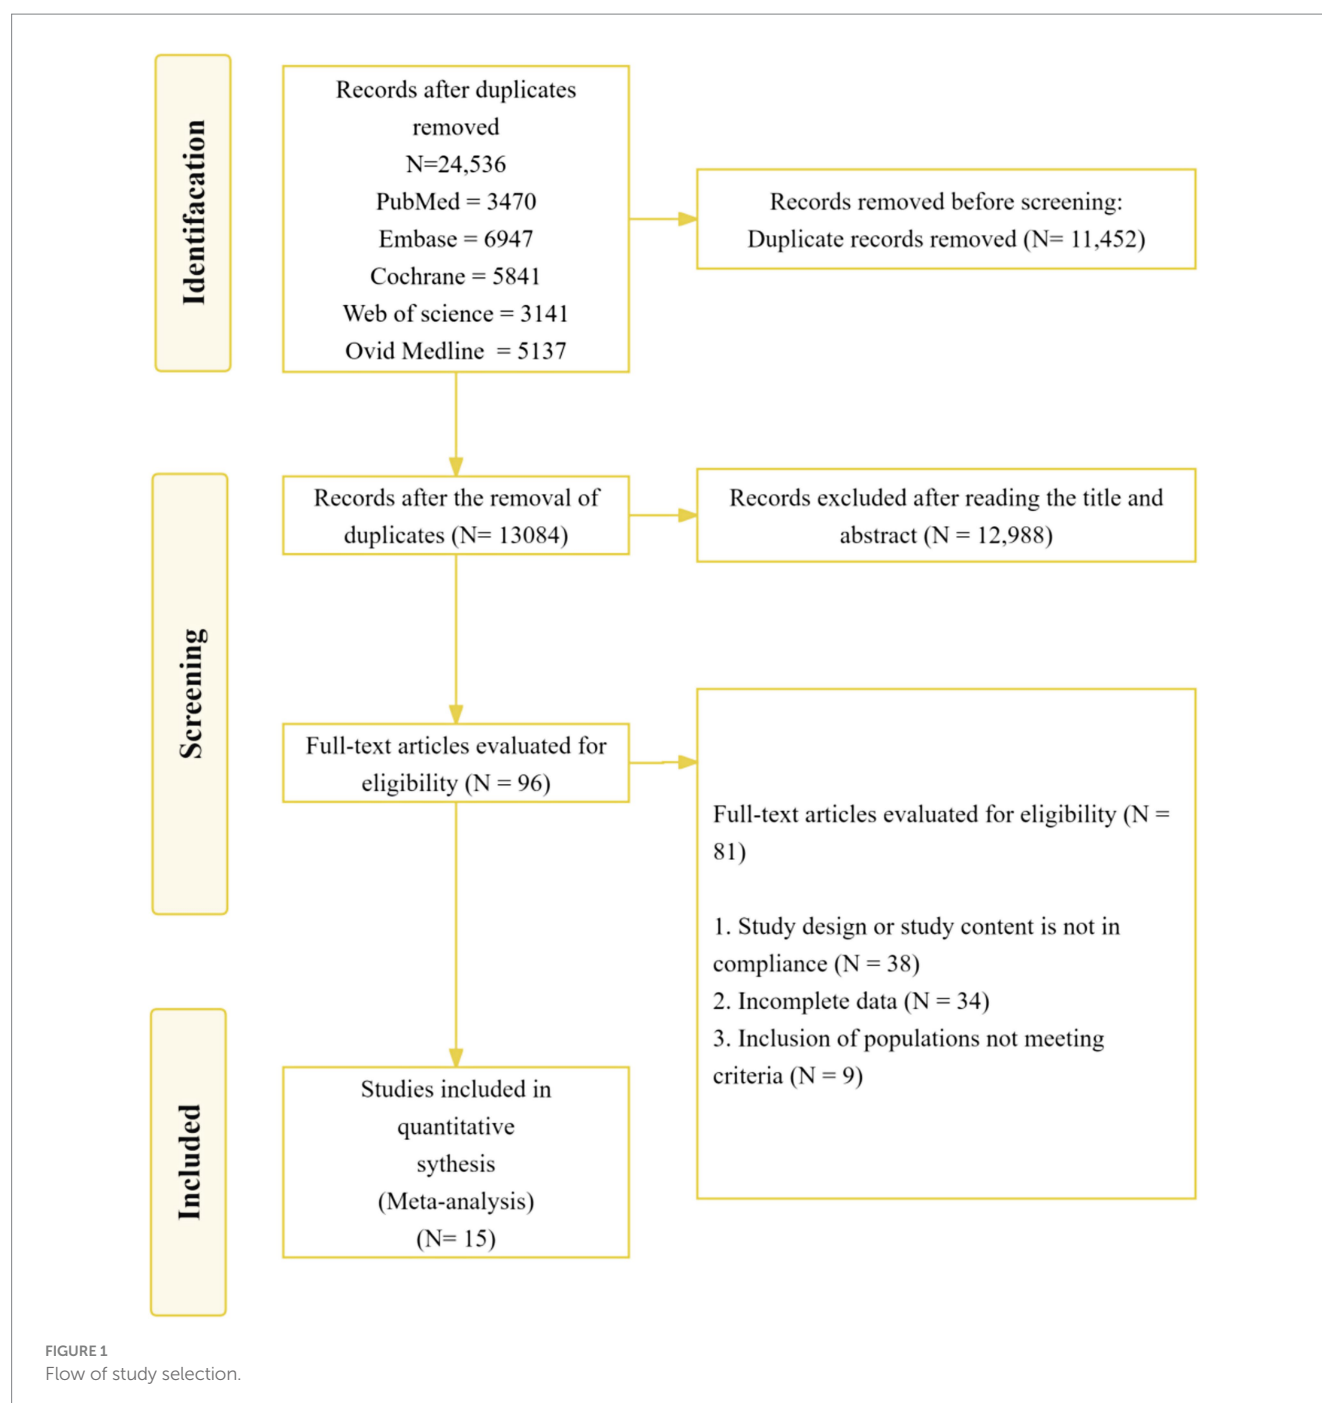 Identifacation
Records after duplicates
removed
N=24,536
PubMed = 3470
Embase = 6947
Cochrane = 5841
Web of science = 3141
Ovid Medline = 5137
Records removed before screening:
Duplicate records removed (N= 11,452)
Screening
Records after the removal of
duplicates (N= 13084)
Records excluded after reading the title and
abstract (N = 12,988)
Full-text articles evaluated for
eligibility (N = 96)
Full-text articles evaluated for eligibility (N =
81)
1. Study design or study content is not in
compliance (N = 38)
2. Incomplete data (N = 34)
3. Inclusion of populations not meeting
criteria (N = 9)
Included
Studies included in
quantitative
sythesis
(Meta-analysis)
(N= 15)
FIGURE 1
Flow of study selection.